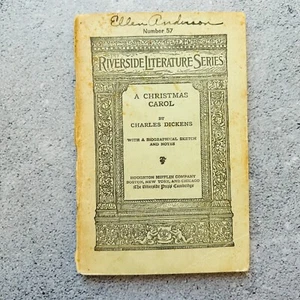 Ellen Anderson
Number 57
RIVERSIDE LITERATURE SERIES
A CHRISTMAS
CAROL
BY
CHARLES DICKENS
WITH A BIOGRAPHICAL SKETCH
AND NOTES
HOUGHTON MIFFLIN COMPANY
BOSTON, NEW YORK, AND CHICAGO
The Riverside Press Cambridge